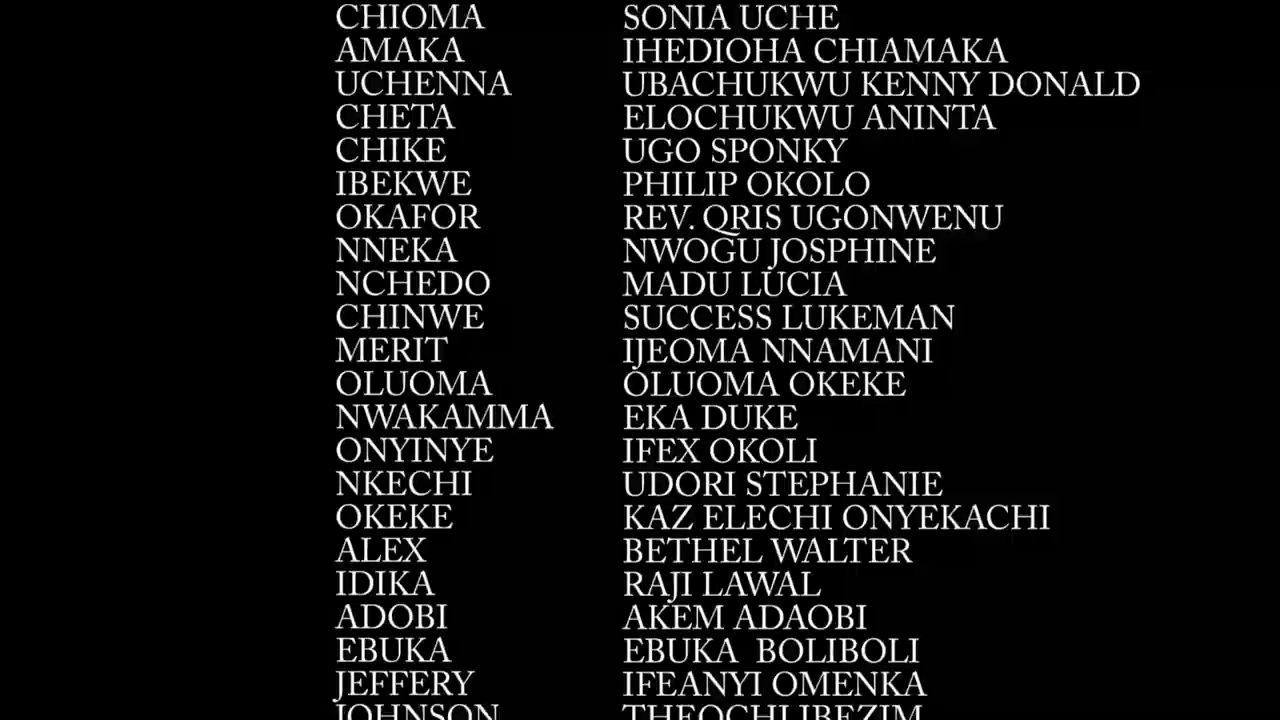 CHIOMA SONIA UCHE
AMAKA IHEDIOHA CHIAMAKA
UCHENNA UBACHUKWU KENNY DONALD
CHETA ELOCHUKWU ANINTA
CHIKE UGO SPONKY
IBEKWE PHILIP OKOLO
OKAFOR REV. QRIS UGONWENU
NNEKA NWOGU JOSPHINE
NCHEDO MADU LUCIA
CHINWE SUCCESS LUKEMAN
MERIT IJEOMA NNAMANI
OLUOMA OLUOMA OKEKE
NWAKAMMA EKA DUKE
ONYINYE IFEX OKOLI
NKECHI UDORI STEPHANIE
OKEKE KAZ ELECHI ONYEKACHI
ALEX BETHEL WALTER
IDIKA RAJI LAWAL
ADOBI AKEM ADAOBI
EBUKA EBUKA BOLIBOLI
JEFFERY IFEANYI OMENKA
JOHNSON THEOCHI IBEZIM